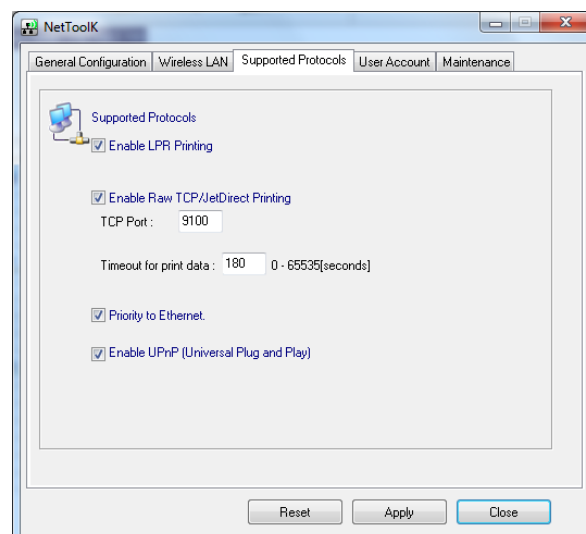 NetToolK
General Configuration Wireless LAN Supported Protocols User Account Maintenance
Supported Protocols
Enable LPR Printing
Enable Raw TCP/JetDirect Printing
TCP Port : 9100
Timeout for print data : 180 0 - 65535[seconds]
Priority to Ethernet.
Enable UPnP (Universal Plug and Play)
Reset Apply Close